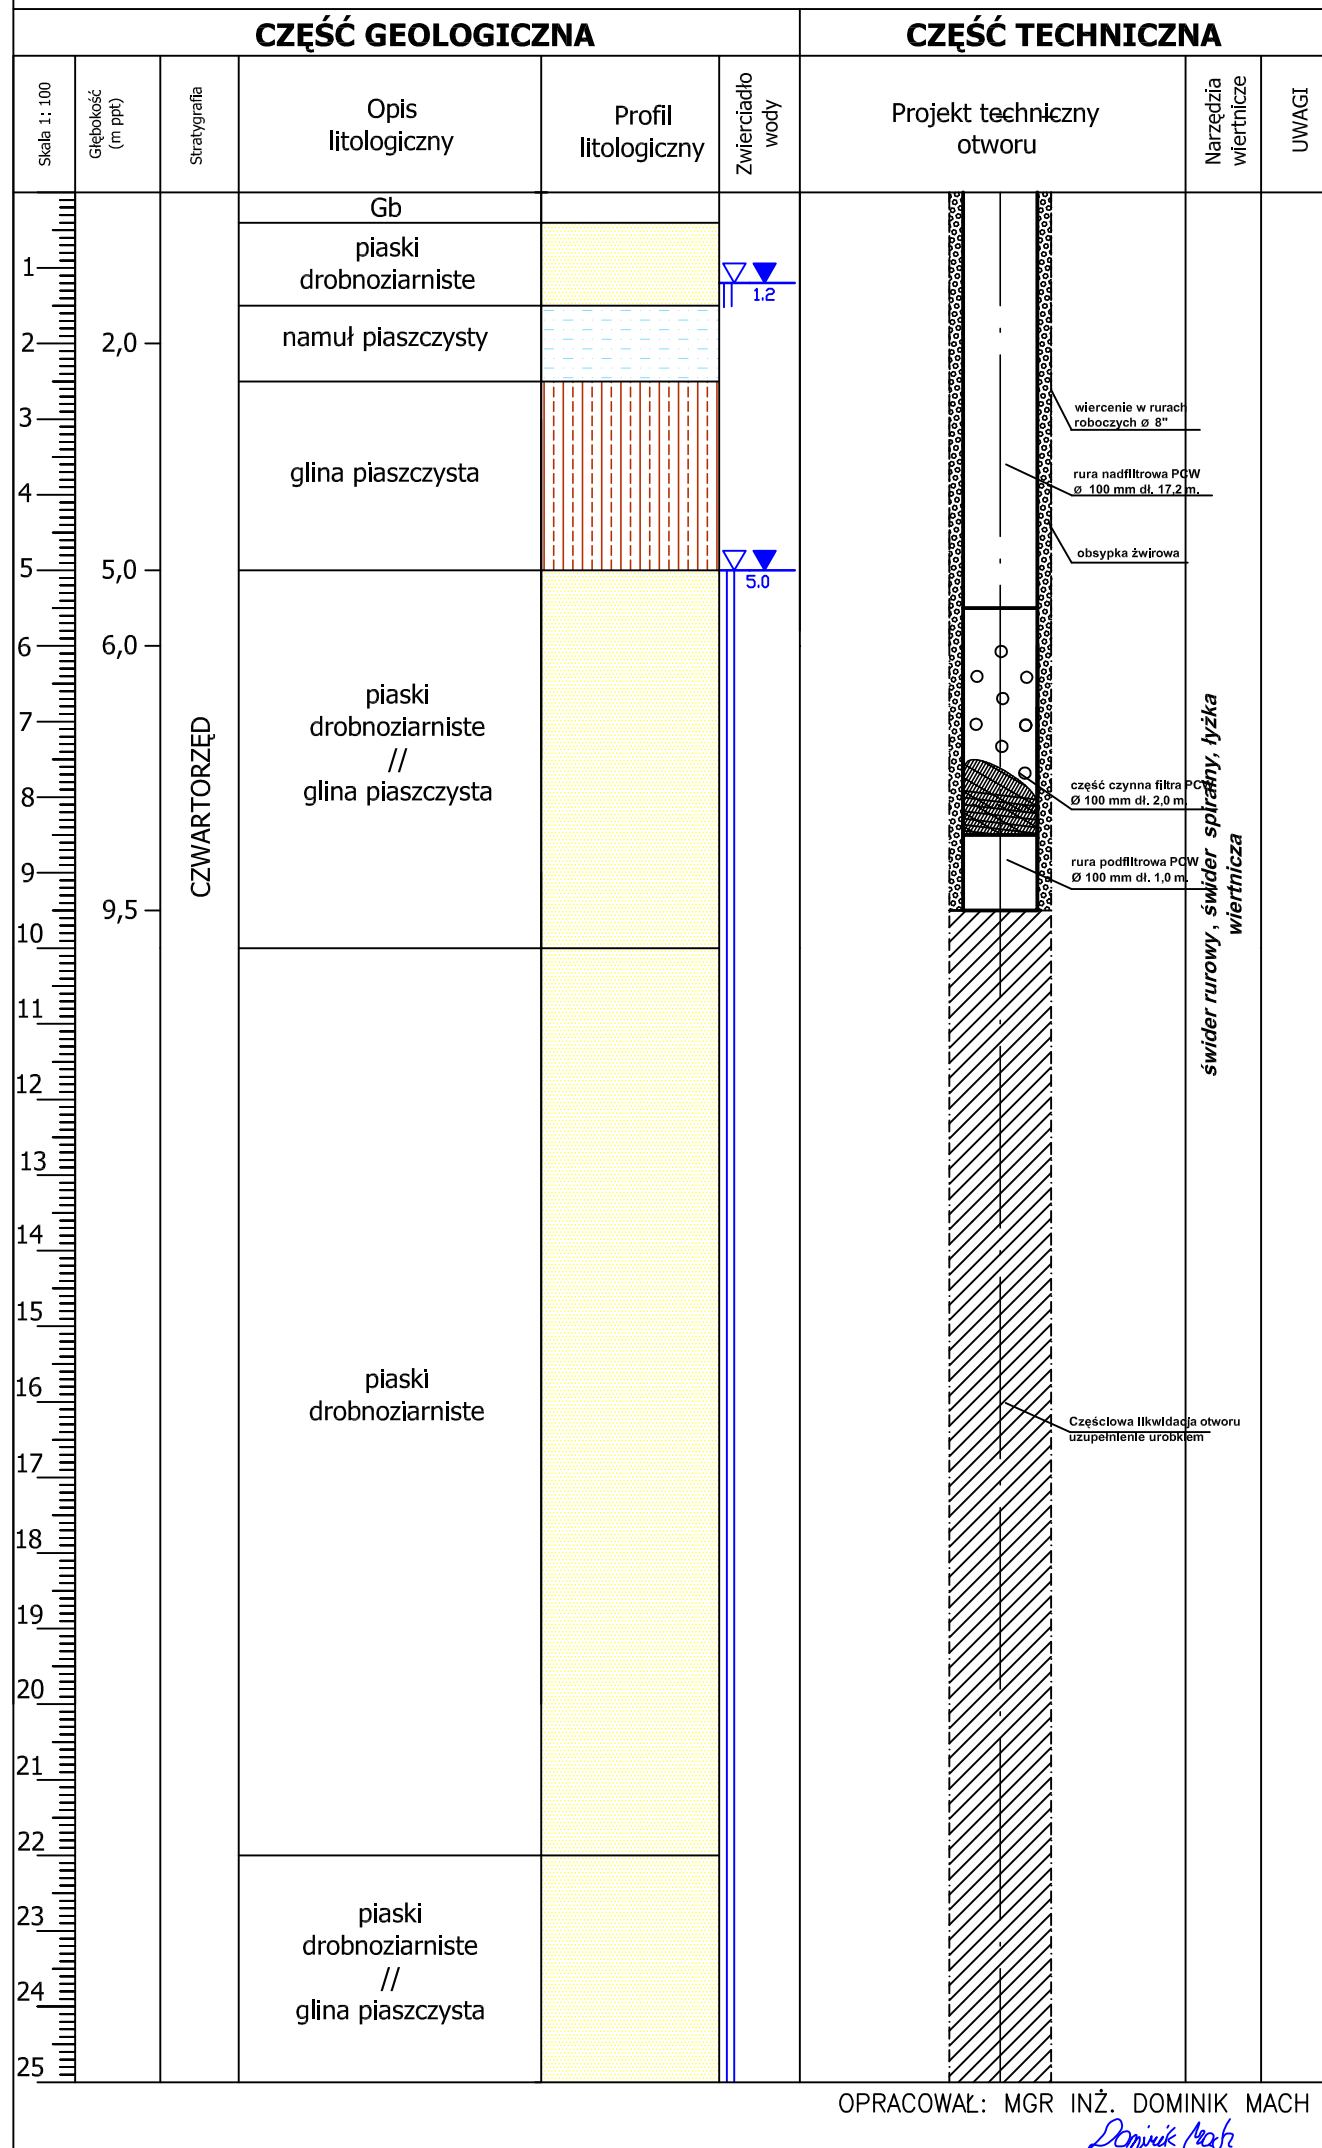 CZĘŚĆ GEOLOGICZNA
CZĘŚĆ TECHNICZNA
Skala 1: 100
Głębokość
(m ppt)
Stratygrafia
Opis
litologiczny
Profil
litologiczny
Zwierciadło
wody
Projekt techniczny
otworu
Narzędzia
wiertnicze
UWAGI
Gb
piaski
drobnoziarniste
1
1.2
namuł piaszczysty
2
2,0
3
wiercenie w rurach
roboczych ø 8"
glina piaszczysta
4
rura nadfiltrowa PCW
ø 100 mm dł. 17,2 m.
obsypka żwirowa
5
5,0
5.0
6
6,0
piaski
drobnoziarniste
//
glina piaszczysta
7
8
część czynna filtra PCW
Ø 100 mm dł. 2,0 m.
CZWARTORZĘD
9
rura podfiltrowa PCW
Ø 100 mm dł. 1,0 m.
świder rurowy, świder spiralny, łyżka
wiertnicza
9,5
10
11
12
13
14
15
16
piaski
drobnoziarniste
Częściowa likwidacja otworu
uzupełnienie urobkiem
17
18
19
20
21
22
23
piaski
drobnoziarniste
//
glina piaszczysta
24
25
OPRACOWAŁ: MGR INŻ. DOMINIK MACH
Dominik Mach